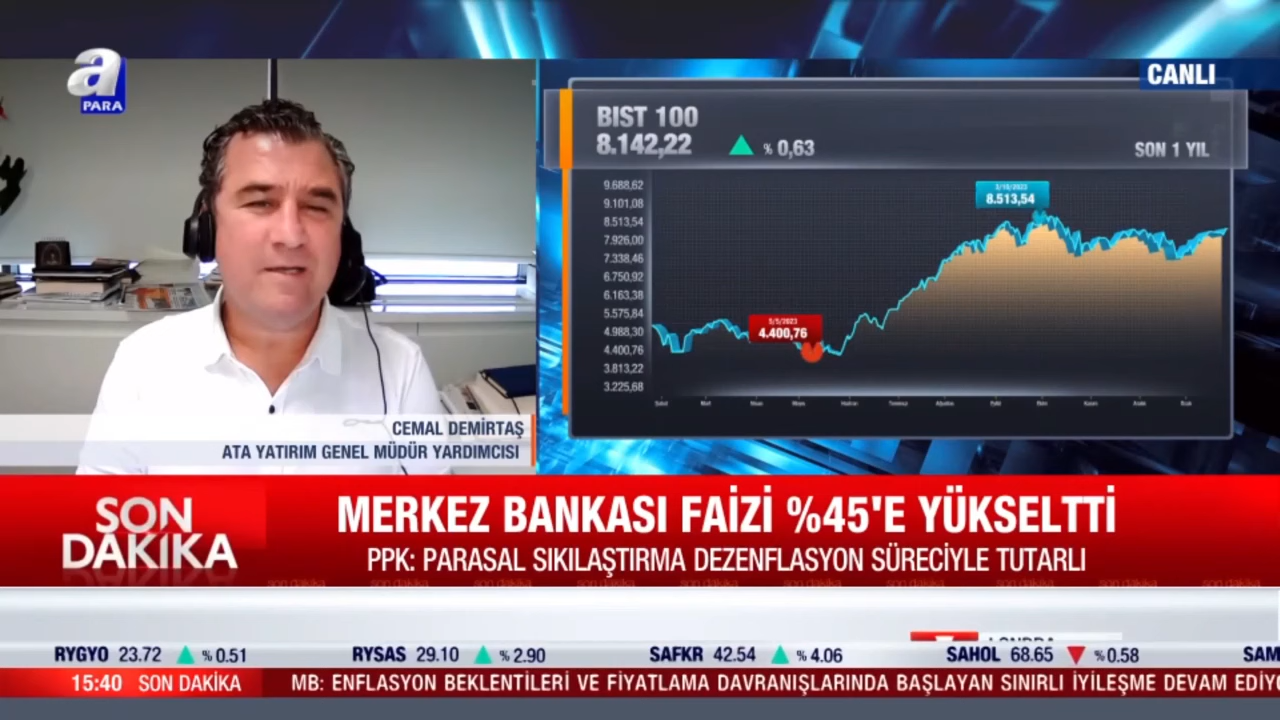 a
PARA
CANLI
BIST 100
8.142,22 % 0,63
SON 1 YIL
9.688,62
9.101,08
8.513,54
7.926,00
7.338,46
6.750,92
6.163,38
5.575,84
4.988,30
4.400,76
3.813,22
3.225,68
8.513,54
5/5/2023
4.400,76
CEMAL DEMİRTAŞ
ATA YATIRIM GENEL MÜDÜR YARDIMCISI
SON DAKİKA
MERKEZ BANKASI FAİZİ %45'E YÜKSELTTİ
PPK: PARASAL SIKILAŞTIRMA DEZENFLASYON SÜRECİYLE TUTARLI
RYGYO 23.72 % 0.51 RYSAS 29.10 % 2.90 SAFKR 42.54 % 4.06 SAHOL 68.65 % 0.58 SAM
15:40 SON DAKİKA MB: ENFLASYON BEKLENTİLERİ VE FİYATLAMA DAVRANIŞLARINDA BAŞLAYAN SINIRLI İYİLEŞME DEVAM EDİY